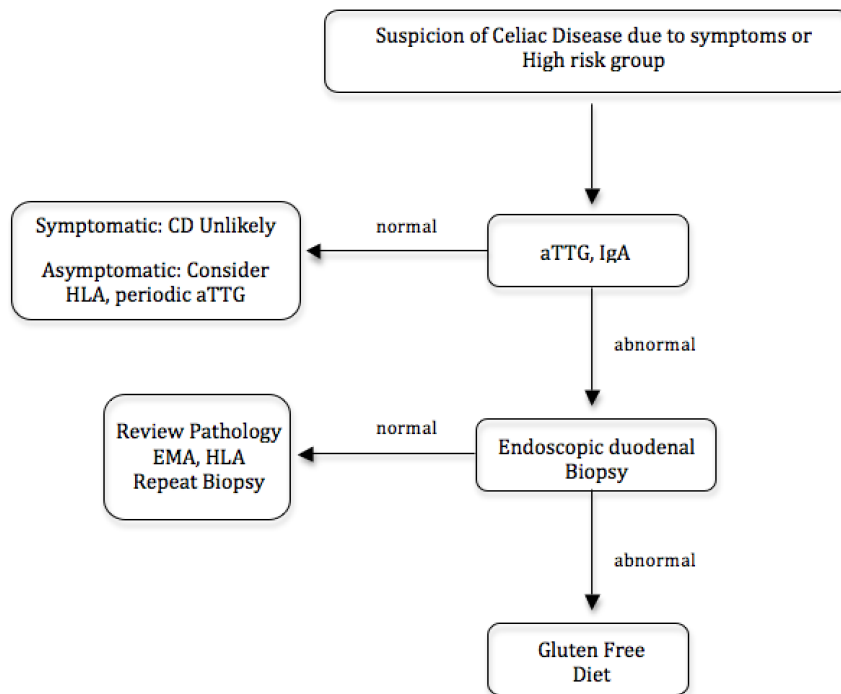 Suspicion of Celiac Disease due to symptoms or
High risk group
Symptomatic: CD Unlikely
Asymptomatic: Consider
HLA, periodic aTTG
normal
aTTG, IgA
abnormal
Review Pathology
EMA, HLA
Repeat Biopsy
normal
Endoscopic duodenal
Biopsy
abnormal
Gluten Free
Diet